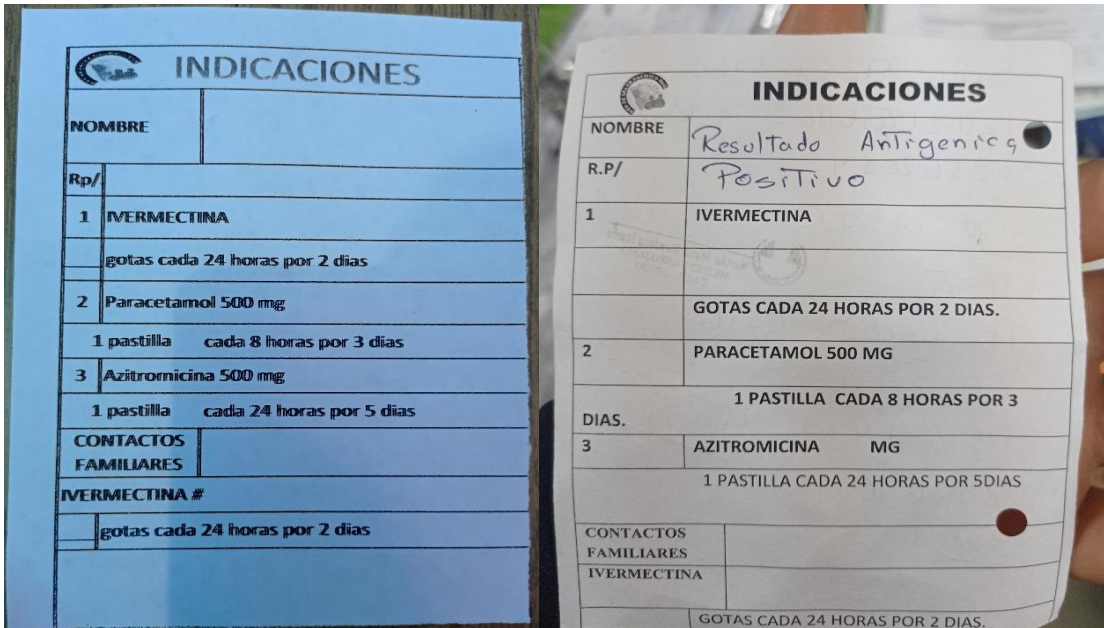 INDICACIONES
NOMBRE
Rp/
1 IVERMECTINA
gotas cada 24 horas por 2 dias
2 Paracetamol 500 mg
1 pastilla cada 8 horas por 3 dias
3 Azitromicina 500 mg
1 pastilla cada 24 horas por 5 dias
CONTACTOS
FAMILIARES
IVERMECTINA #
gotas cada 24 horas por 2 dias
INDICACIONES
NOMBRE Resultado Antigenica
R.P/ Positivo
1 IVERMECTINA
GOTAS CADA 24 HORAS POR 2 DIAS.
2 PARACETAMOL 500 MG
1 PASTILLA CADA 8 HORAS POR 3
DIAS.
3 AZITROMICINA MG
1 PASTILLA CADA 24 HORAS POR 5DIAS
CONTACTOS
FAMILIARES
IVERMECTINA
GOTAS CADA 24 HORAS POR 2 DIAS.